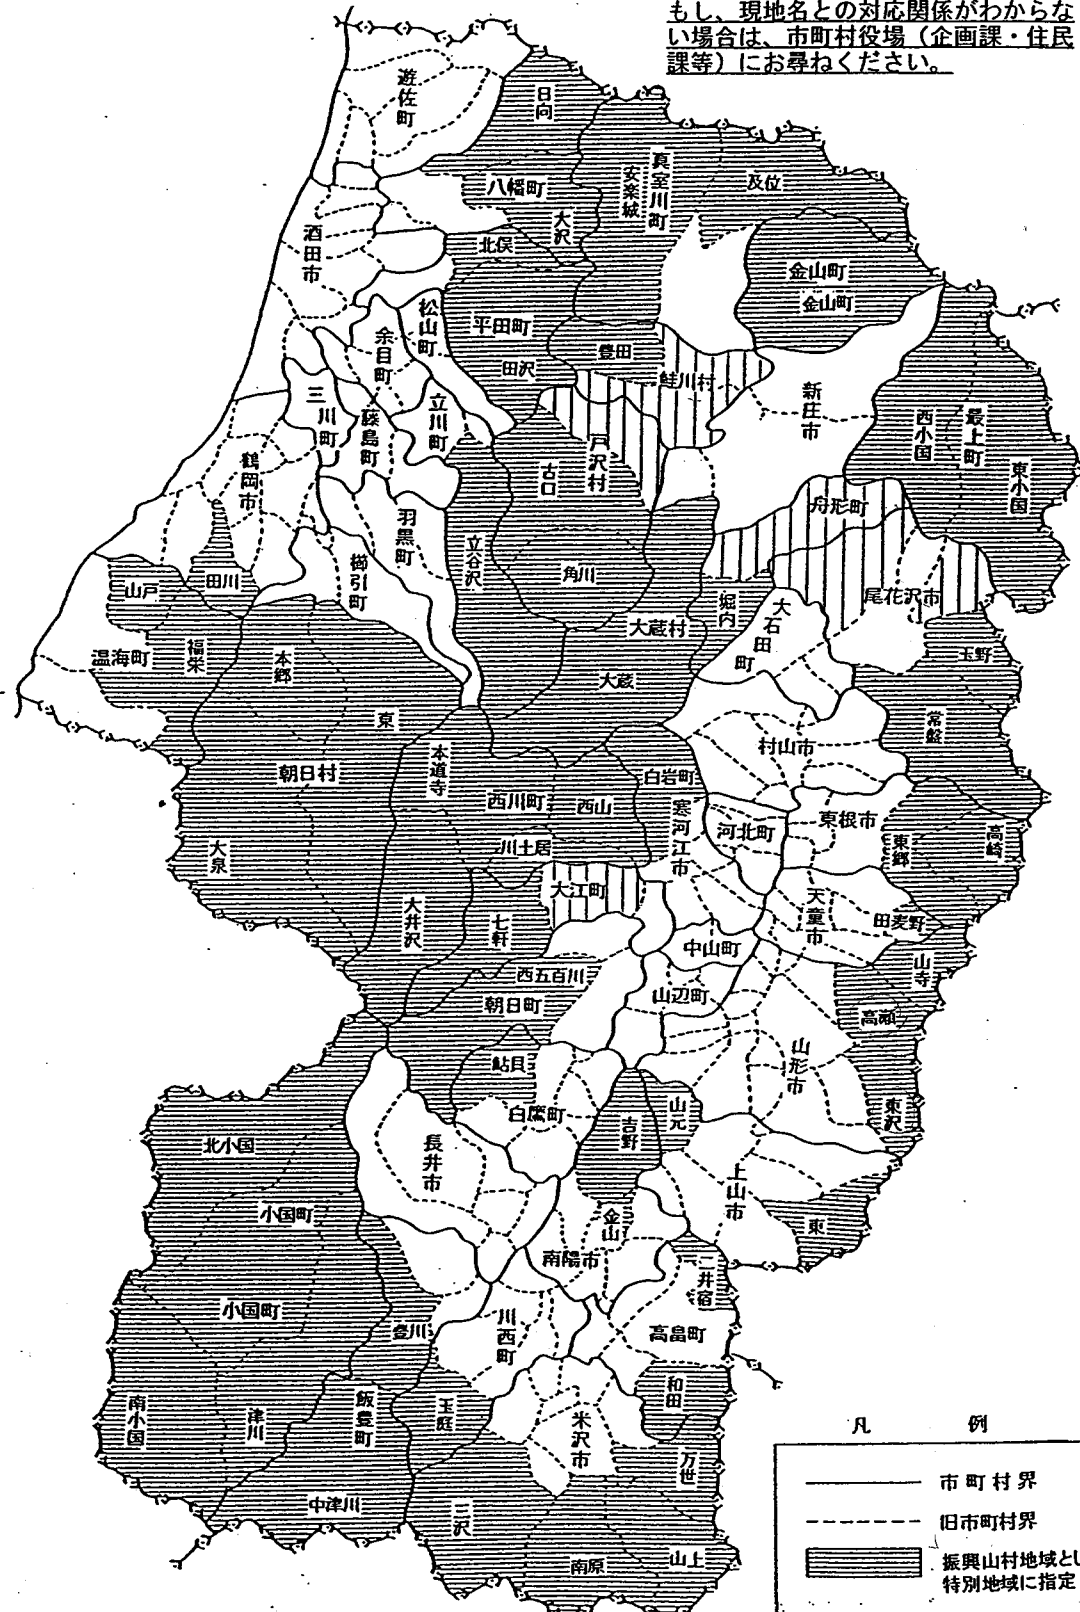 もし、現地名との対応関係がわからな
い場合は、市町村役場（企画課・住民
課等）にお尋ねください。
遊佐町
日向
八幡町
大沢
真室川町
安楽城
及位
酒田市
北俣
金山町
金山町
松山町
余目町
平田町
田沢
豊田
鮭川村
新庄市
西小国
最上町
東小国
三川町
藤島町
立川町
鶴岡市
古口
戸沢村
舟形町
羽黒町
立谷沢
角川
櫛引町
山戸
田川
堀内
尾花沢市
大石田町
大蔵村
大蔵
玉野
常盤
温海町
福栄
本郷
東
朝日村
大泉
本道寺
西川町
西山
白岩町
寒河江市
村山市
河北町
東根市
東郷
高崎
川土居
大江町
大井沢
七軒
天童市
田麦野
中山町
山寺
西五百川
朝日町
山辺町
高瀬
山形市
鮎貝
白鷹町
吉野
山元
東沢
北小国
長井市
上山市
東
小国町
金山
南陽市
二井宿
小国町
豊川
川西町
高畠町
和田
南小国
津川
飯豊町
玉庭
米沢市
万世
中津川
三沢
南原
山上
凡 例
市町村界
旧市町村界
振興山村地域とし
特別地域に指定